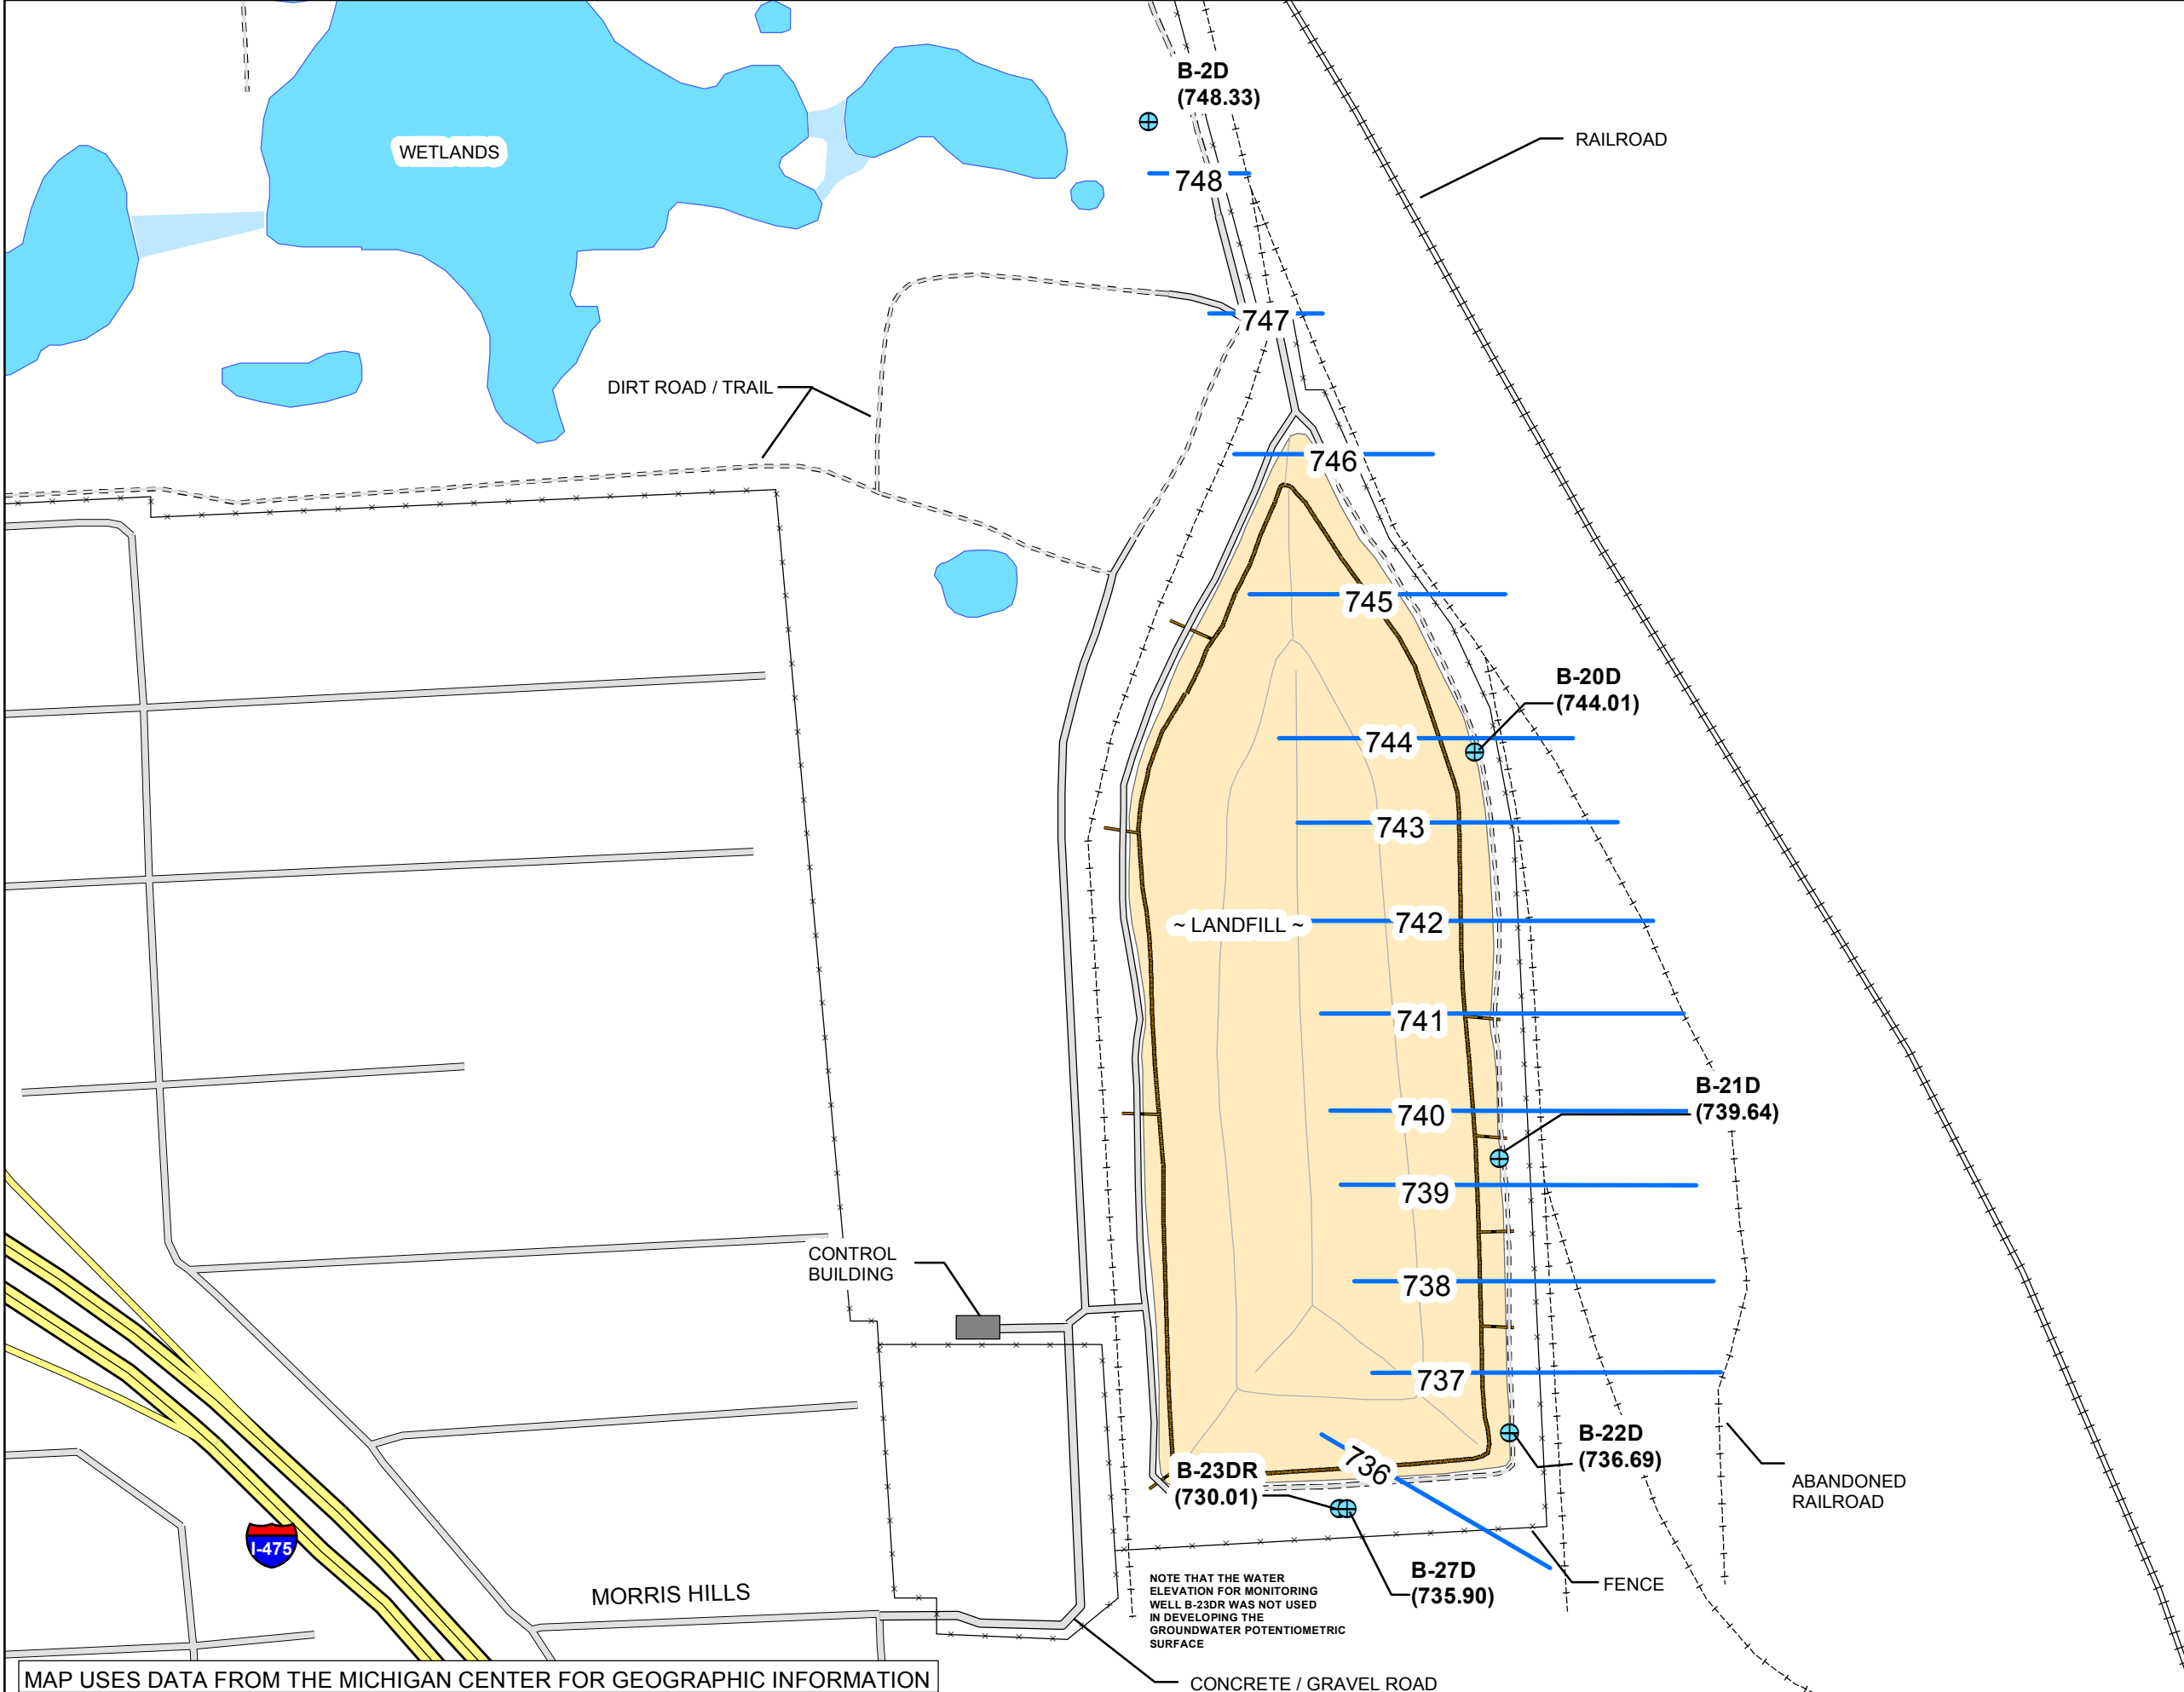 B-2D
(748.33)
RAILROAD
WETLANDS
748
747
DIRT ROAD / TRAIL
746
745
B-20D
(744.01)
744
743
~ LANDFILL ~
742
741
B-21D
(739.64)
740
739
CONTROL
BUILDING
738
737
B-22D
(736.69)
736
B-23DR
(730.01)
ABANDONED
RAILROAD
I-475
B-27D
(735.90)
FENCE
MORRIS HILLS
NOTE THAT THE WATER
ELEVATION FOR MONITORING
WELL B-23DR WAS NOT USED
IN DEVELOPING THE
GROUNDWATER POTENTIOMETRIC
SURFACE
MAP USES DATA FROM THE MICHIGAN CENTER FOR GEOGRAPHIC INFORMATION
CONCRETE / GRAVEL ROAD